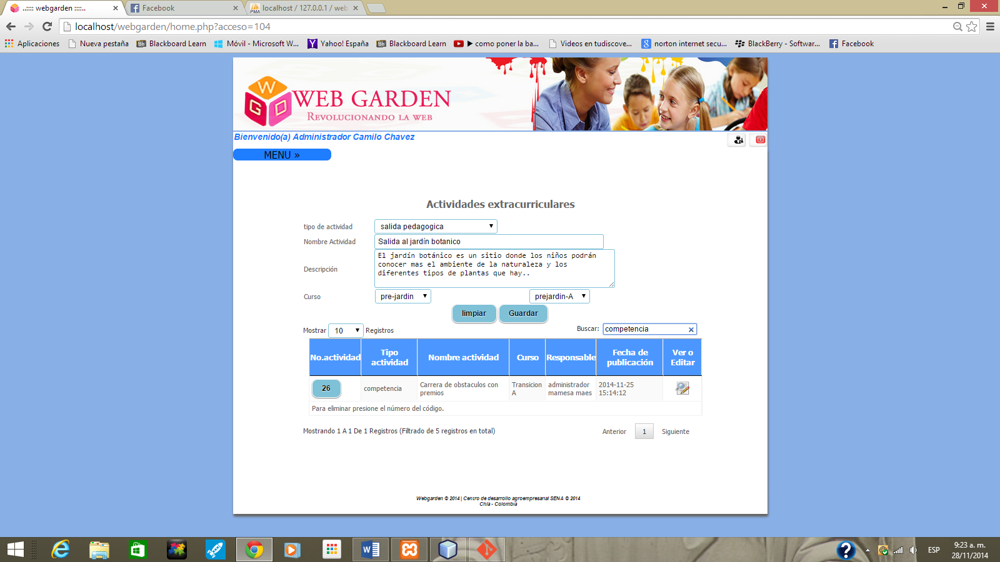 ..:::: webgarden ::::..
Facebook
localhost / 127.0.0.1 / web
PMA
localhost/webgarden/home.php?acceso=104
Aplicaciones
Nueva pestaña
Blackboard Learn
Móvil - Microsoft W...
Yahoo! España
Blackboard Learn
▶ como poner la ba...
Videos en tudiscove...
norton internet secu...
BlackBerry - Softwar...
Facebook
W G D
WEB GARDEN
REVOLUCIONANDO LA WEB
Bienvenido(a) Administrador Camilo Chavez
MENU »
Actividades extracurriculares
tipo de actividad
salida pedagogica
Nombre Actividad
Salida al jardín botanico
Descripción
El jardín botánico es un sitio donde los niños podrán
conocer mas el ambiente de la naturaleza y los
diferentes tipos de plantas que hay..
Curso
pre-jardin
prejardin-A
limpiar
Guardar
Mostrar 10 Registros
Buscar: competencia
No.actividad
Tipo
actividad
Nombre actividad
Curso
Responsable
Fecha de
publicación
Ver o
Editar
26
competencia
Carrera de obstaculos con
premios
Transicion
A
administrador
mamesa maes
2014-11-25
15:14:12
Para eliminar presione el número del código.
Mostrando 1 A 1 De 1 Registros (Filtrado de 5 registros en total)
Anterior
1
Siguiente
Webgarden © 2014 | Centro de desarrollo agroempresarial SENA © 2014
Chía - Colombia
ESP
9:23 a. m.
28/11/2014